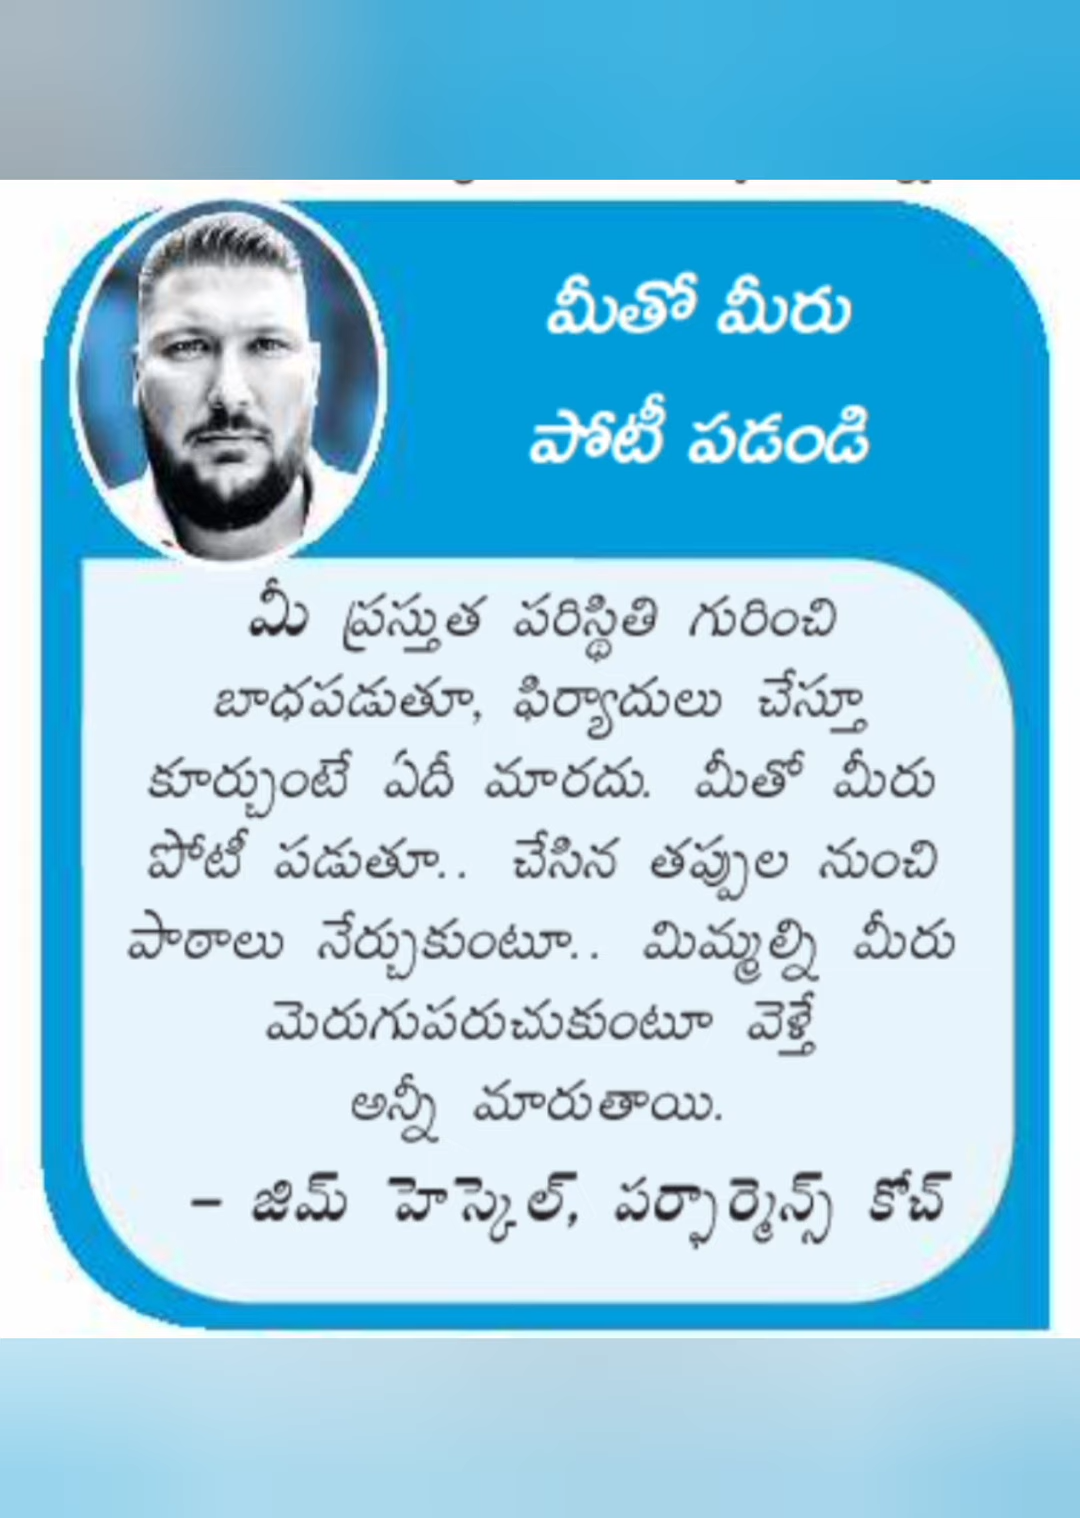 మీతో మీరు
పోటీ పడండి
మీ ప్రస్తుత పరిస్థితి గురించి
బాధపడుతూ, ఫిర్యాదులు చేస్తూ
కూర్చుంటే ఏదీ మారదు. మీతో మీరు
పోటీ పడుతూ.. చేసిన తప్పుల నుంచి
పాఠాలు నేర్చుకుంటూ.. మిమ్మల్ని మీరు
మెరుగుపరుచుకుంటూ వెళ్తే
అన్నీ మారుతాయి.
– జిమ్ హెస్కెల్, పర్ఫార్మెన్స్ కోచ్